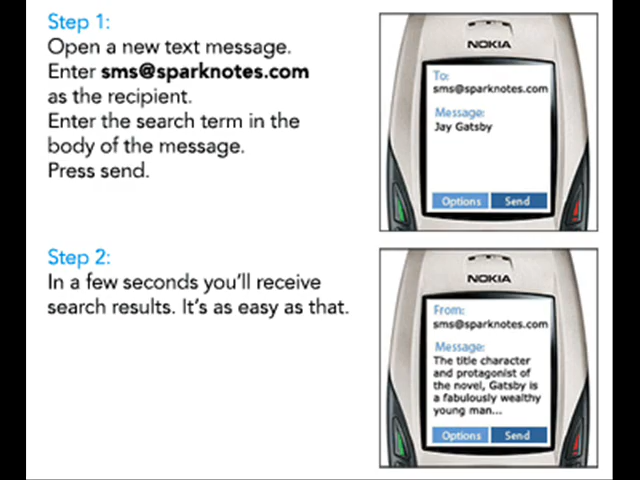 Step 1:
Open a new text message.
Enter sms@sparknotes.com
as the recipient.
Enter the search term in the
body of the message.
Press send.
NOKIA
To:
sms@sparknotes.com
Message:
Jay Gatsby
Options Send
Step 2:
In a few seconds you'll receive
search results. It's as easy as that.
NOKIA
From:
sms@sparknotes.com
Message:
The title character
and protagonist of
the novel, Gatsby is
a fabulously wealthy
young man...
Options Send